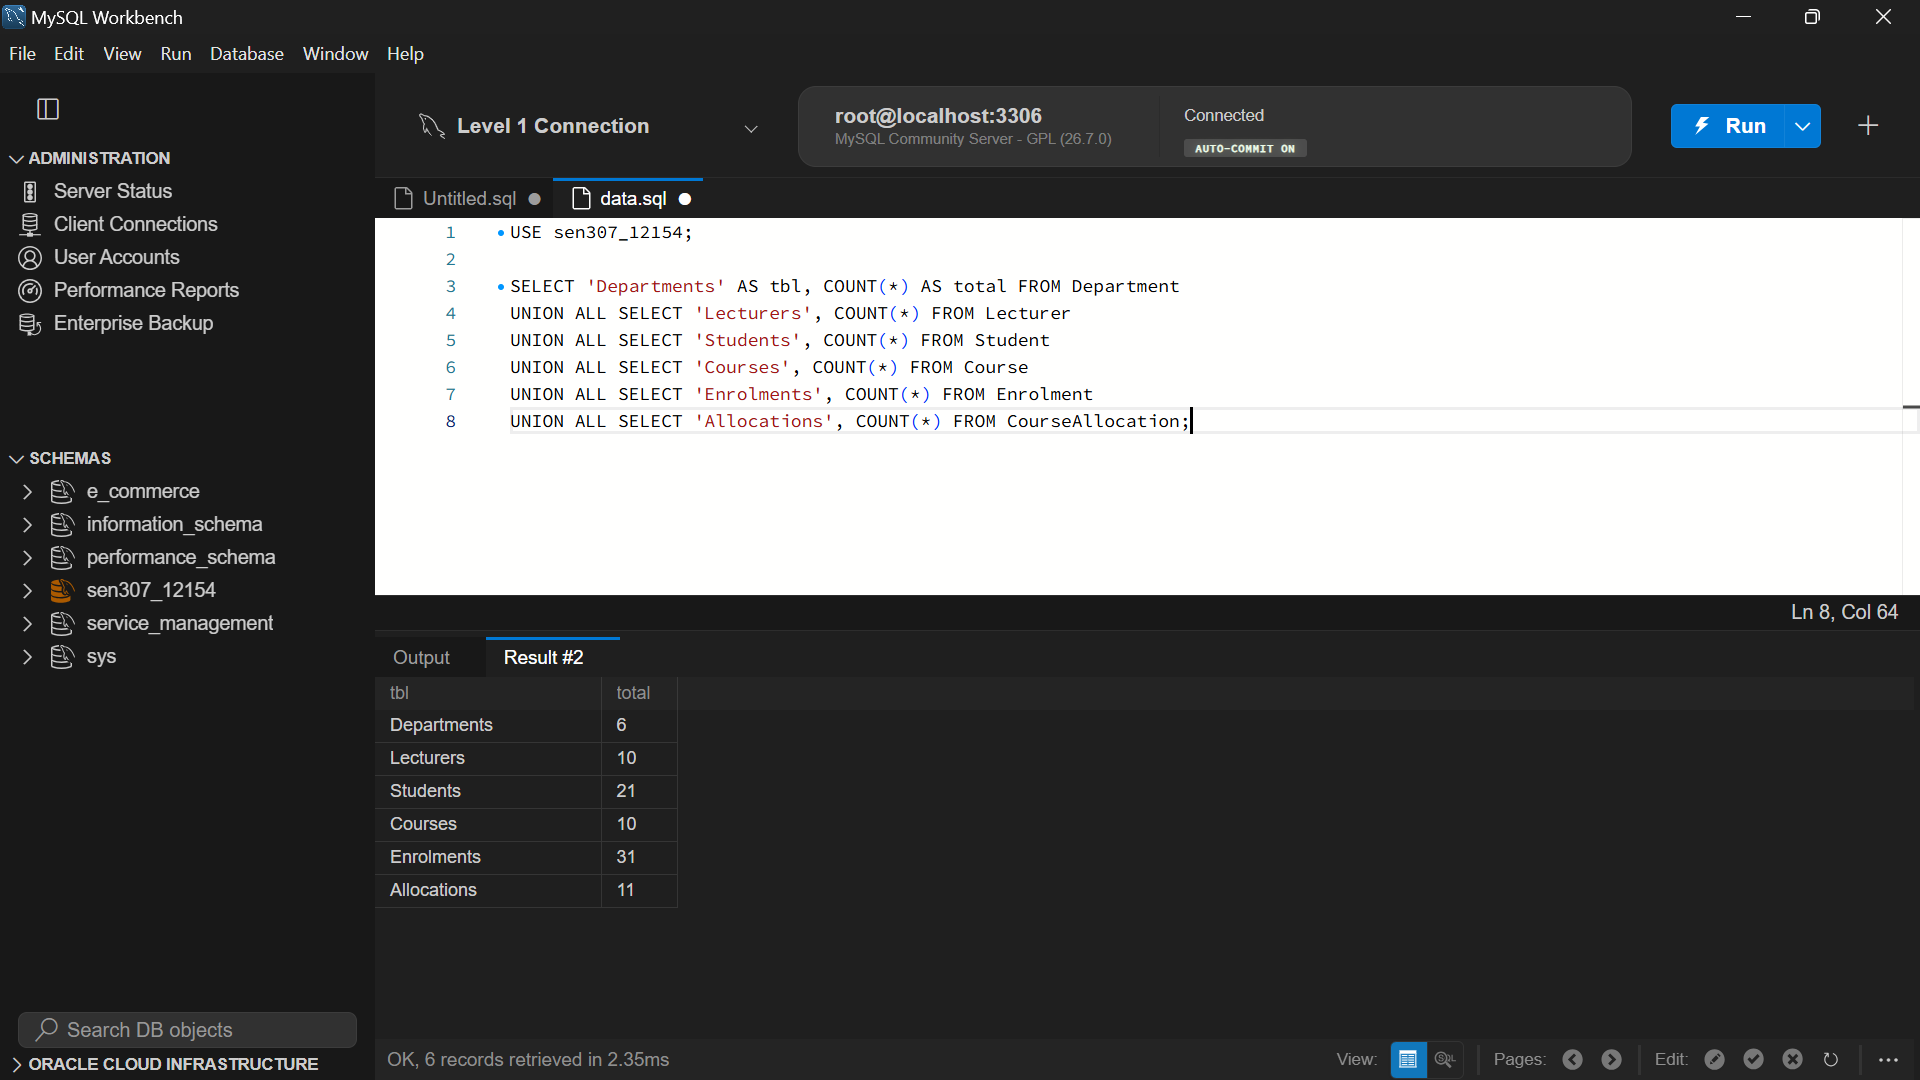 MySQL Workbench
File Edit View Run Database Window Help
Level 1 Connection
root@localhost:3306
MySQL Community Server - GPL (26.7.0)
Connected
AUTO-COMMIT ON
Run
ADMINISTRATION
Server Status
Client Connections
User Accounts
Performance Reports
Enterprise Backup
SCHEMAS
e_commerce
information_schema
performance_schema
sen307_12154
service_management
sys
Search DB objects
ORACLE CLOUD INFRASTRUCTURE
Untitled.sql data.sql
1 USE sen307_12154;
2
3 SELECT 'Departments' AS tbl, COUNT(*) AS total FROM Department
4 UNION ALL SELECT 'Lecturers', COUNT(*) FROM Lecturer
5 UNION ALL SELECT 'Students', COUNT(*) FROM Student
6 UNION ALL SELECT 'Courses', COUNT(*) FROM Course
7 UNION ALL SELECT 'Enrolments', COUNT(*) FROM Enrolment
8 UNION ALL SELECT 'Allocations', COUNT(*) FROM CourseAllocation;
Ln 8, Col 64
Output Result #2
tbl total
Departments 6
Lecturers 10
Students 21
Courses 10
Enrolments 31
Allocations 11
OK, 6 records retrieved in 2.35ms
View: SQL Pages: Edit: